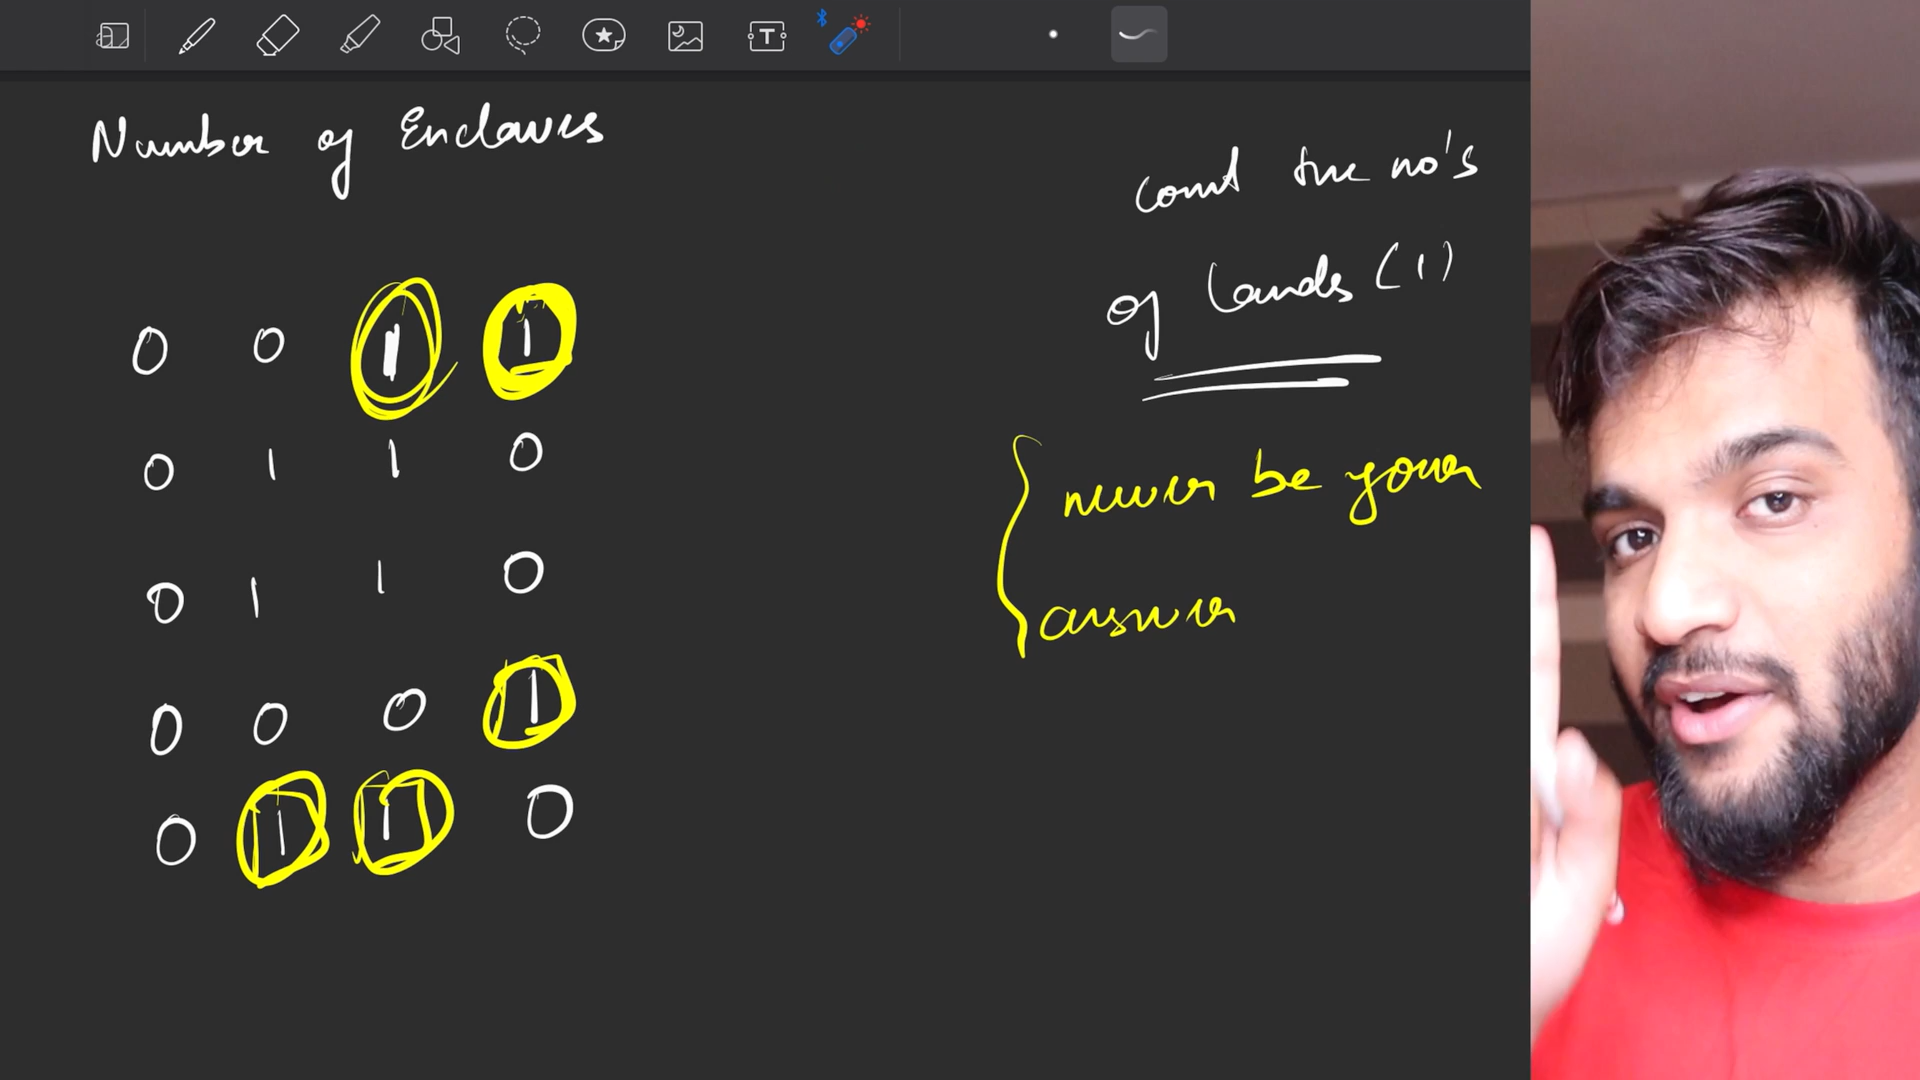 Number of Enclaves
count the no's
of lands (1)
0 0 1 1
0 1 1 0
never be your
0 1 1 0
answer
0 0 0 1
0 1 1 0
T